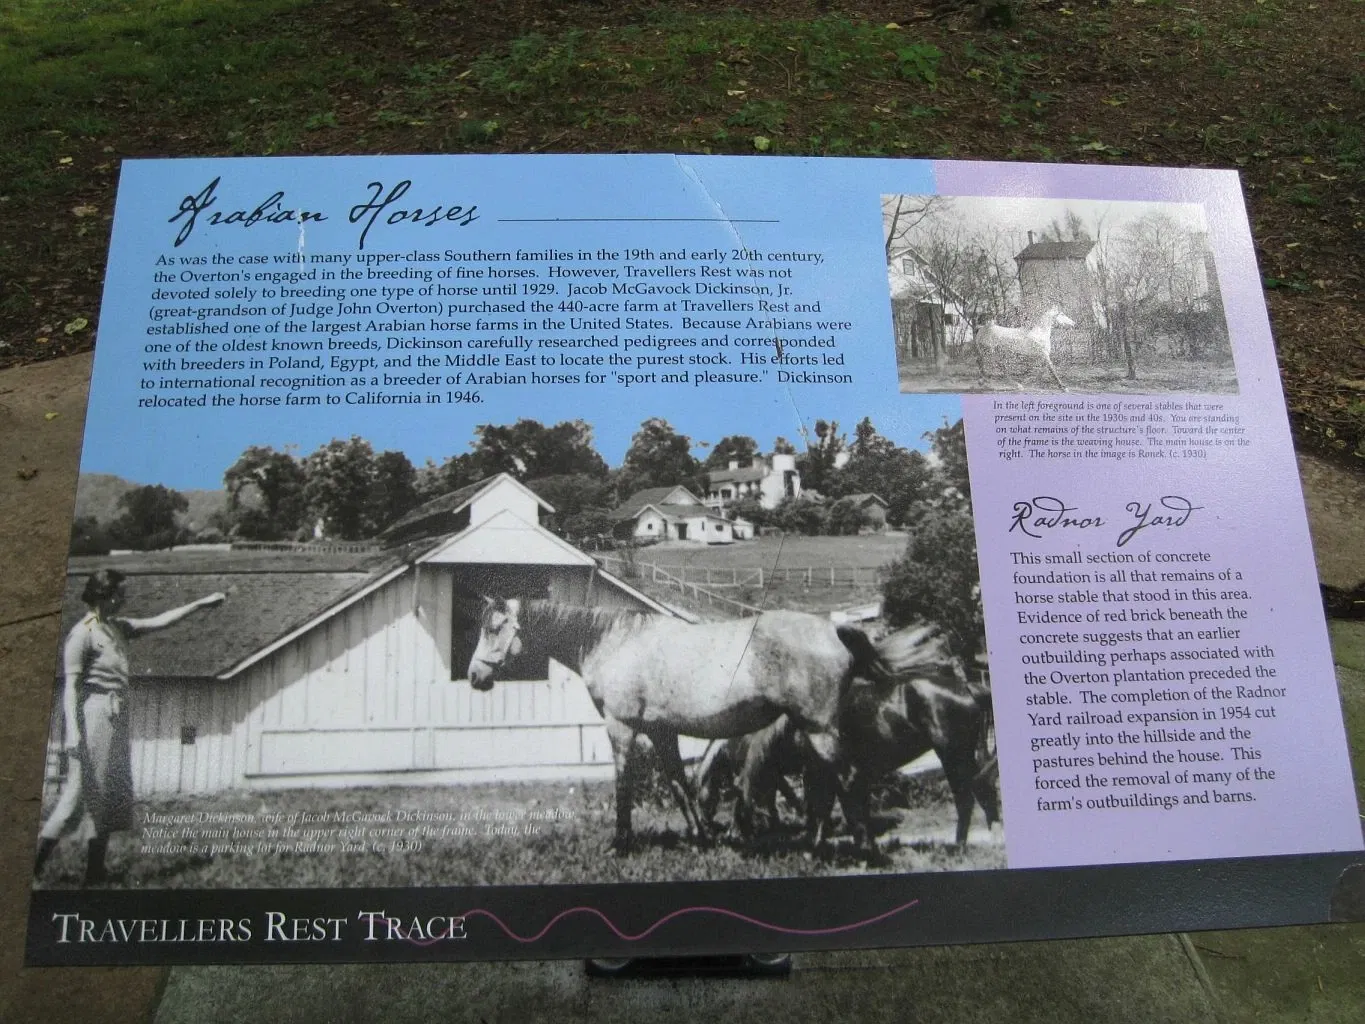 Arabian Horses
As was the case with many upper-class Southern families in the 19th and early 20th century,
the Overton's engaged in the breeding of fine horses. However, Travellers Rest was not
devoted solely to breeding one type of horse until 1929. Jacob McGavock Dickinson, Jr.
(great-grandson of Judge John Overton) purchased the 440-acre farm at Travellers Rest and
established one of the largest Arabian horse farms in the United States. Because Arabians were
one of the oldest known breeds, Dickinson carefully researched pedigrees and corresponded
with breeders in Poland, Egypt, and the Middle East to locate the purest stock. His efforts led
to international recognition as a breeder of Arabian horses for "sport and pleasure." Dickinson
relocated the horse farm to California in 1946.
In the left foreground is one of several stables that were
present on the site in the 1930s and 40s. You are standing
on what remains of the structure's floor. Toward the center
of the frame is the weaving house. The main house is on the
right. The horse in the image is Ronek. (c. 1930)
Radnor Yard
This small section of concrete
foundation is all that remains of a
horse stable that stood in this area.
Evidence of red brick beneath the
concrete suggests that an earlier
outbuilding perhaps associated with
the Overton plantation preceded the
stable. The completion of the Radnor
Yard railroad expansion in 1954 cut
greatly into the hillside and the
pastures behind the house. This
forced the removal of many of the
farm's outbuildings and barns.
Margaret Dickinson, wife of Jacob McGavock Dickinson, in the lower meadow.
Notice the main house in the upper right corner of the frame. Today, the
meadow is a parking lot for Radnor Yard. (c. 1930)
TRAVELLERS REST TRACE